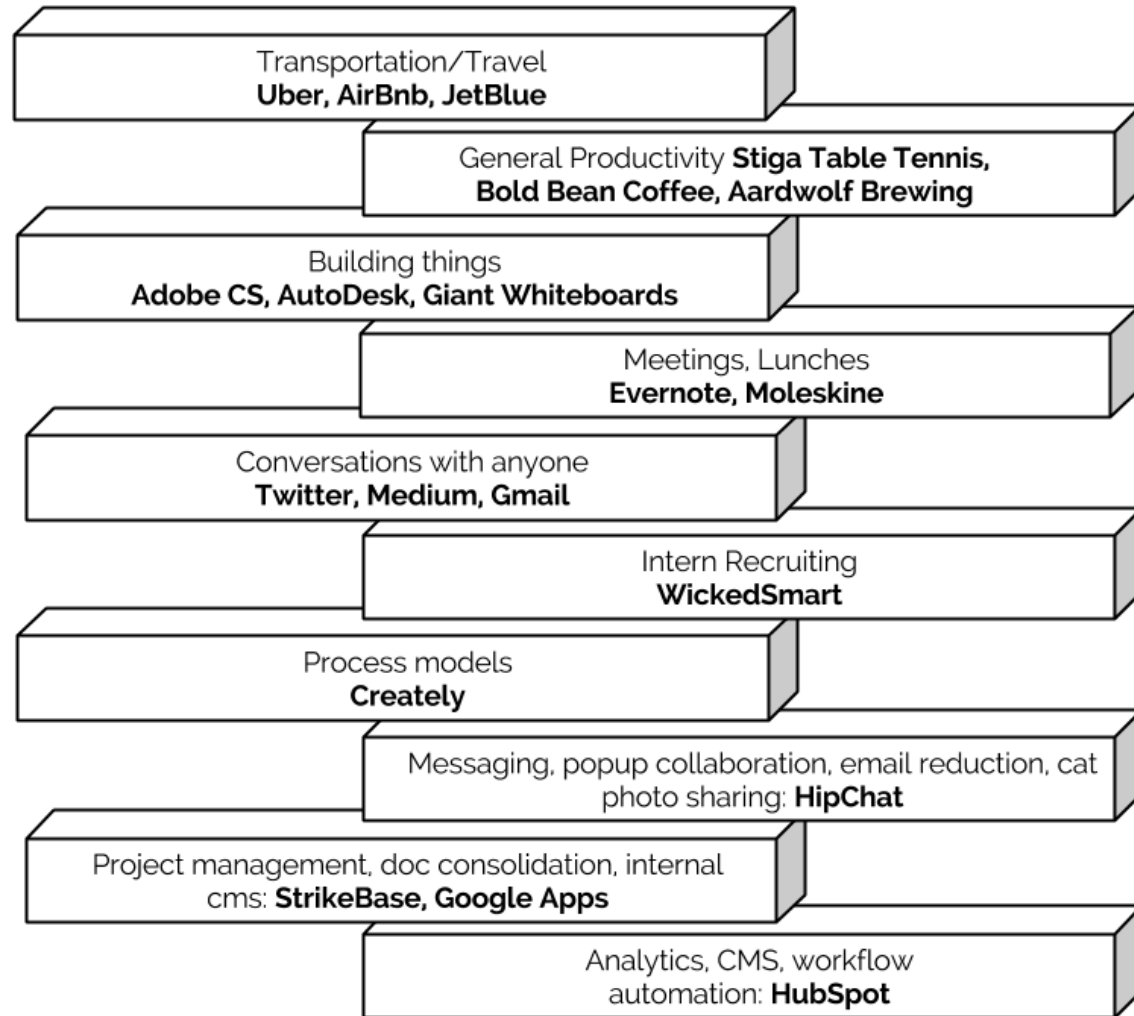 Transportation/Travel
Uber, AirBnb, JetBlue
General Productivity Stiga Table Tennis,
Bold Bean Coffee, Aardwolf Brewing
Building things
Adobe CS, AutoDesk, Giant Whiteboards
Meetings, Lunches
Evernote, Moleskine
Conversations with anyone
Twitter, Medium, Gmail
Intern Recruiting
WickedSmart
Process models
Creately
Messaging, popup collaboration, email reduction, cat
photo sharing: HipChat
Project management, doc consolidation, internal
cms: StrikeBase, Google Apps
Analytics, CMS, workflow
automation: HubSpot